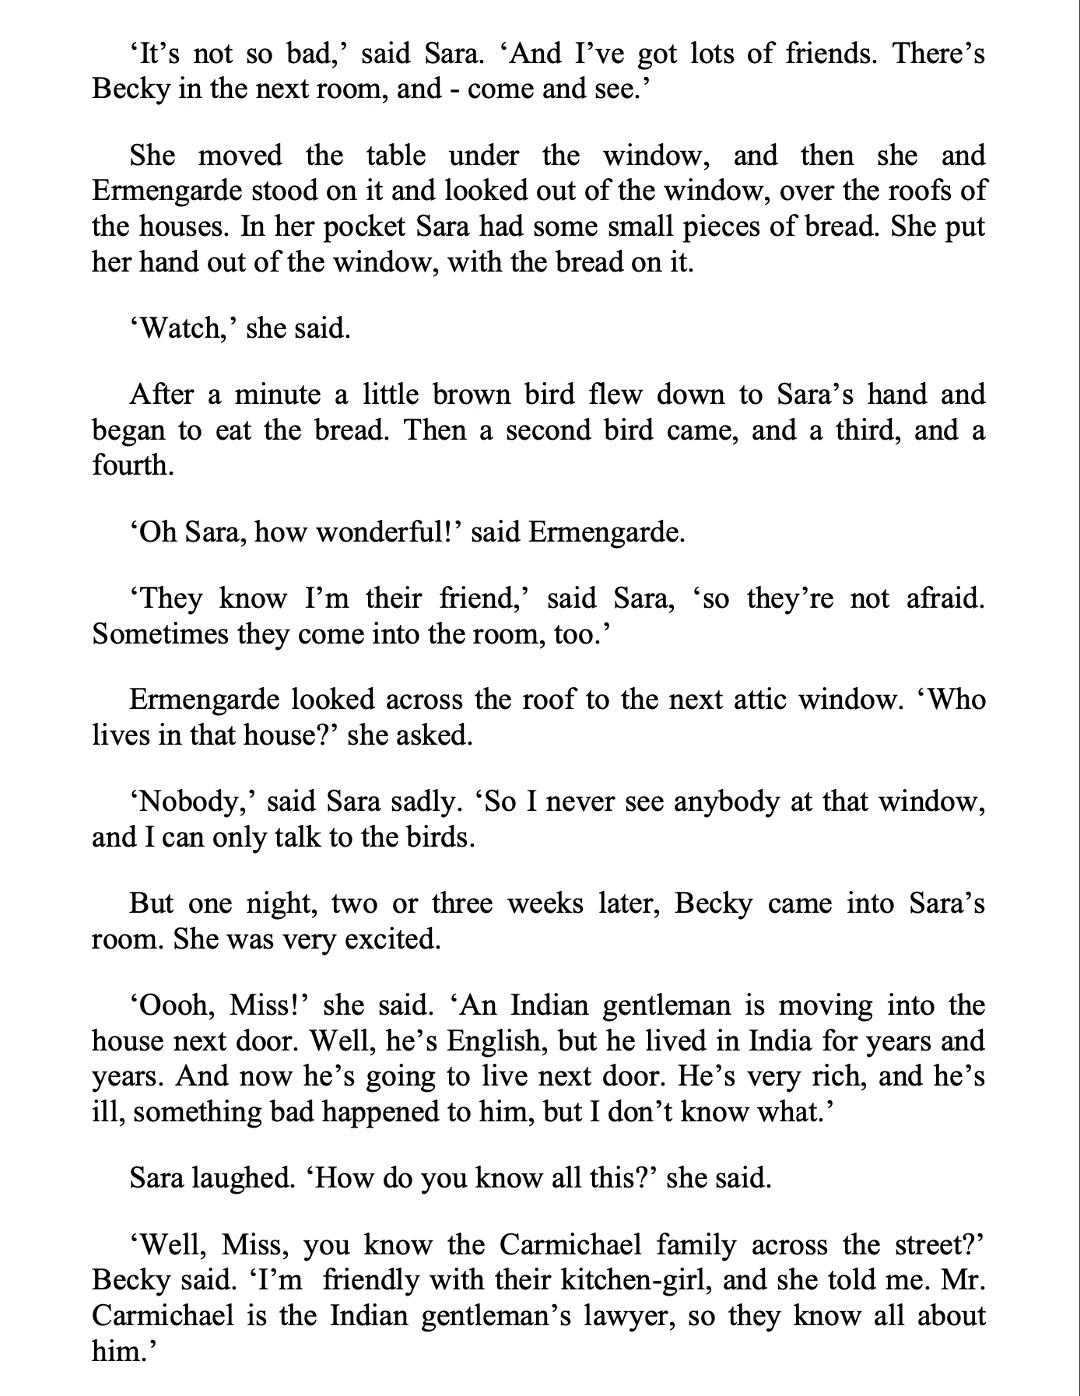 ‘It’s not so bad,’ said Sara. ‘And I’ve got lots of friends. There’s
Becky in the next room, and - come and see.’
She moved the table under the window, and then she and
Ermengarde stood on it and looked out of the window, over the roofs of
the houses. In her pocket Sara had some small pieces of bread. She put
her hand out of the window, with the bread on it.
‘Watch,’ she said.
After a minute a little brown bird flew down to Sara’s hand and
began to eat the bread. Then a second bird came, and a third, and a
fourth.
‘Oh Sara, how wonderful!’ said Ermengarde.
‘They know I’m their friend,’ said Sara, ‘so they’re not afraid.
Sometimes they come into the room, too.’
Ermengarde looked across the roof to the next attic window. ‘Who
lives in that house?’ she asked.
‘Nobody,’ said Sara sadly. ‘So I never see anybody at that window,
and I can only talk to the birds.
But one night, two or three weeks later, Becky came into Sara’s
room. She was very excited.
‘Oooh, Miss!’ she said. ‘An Indian gentleman is moving into the
house next door. Well, he’s English, but he lived in India for years and
years. And now he’s going to live next door. He’s very rich, and he’s
ill, something bad happened to him, but I don’t know what.’
Sara laughed. ‘How do you know all this?’ she said.
‘Well, Miss, you know the Carmichael family across the street?’
Becky said. ‘I’m friendly with their kitchen-girl, and she told me. Mr.
Carmichael is the Indian gentleman’s lawyer, so they know all about
him.’